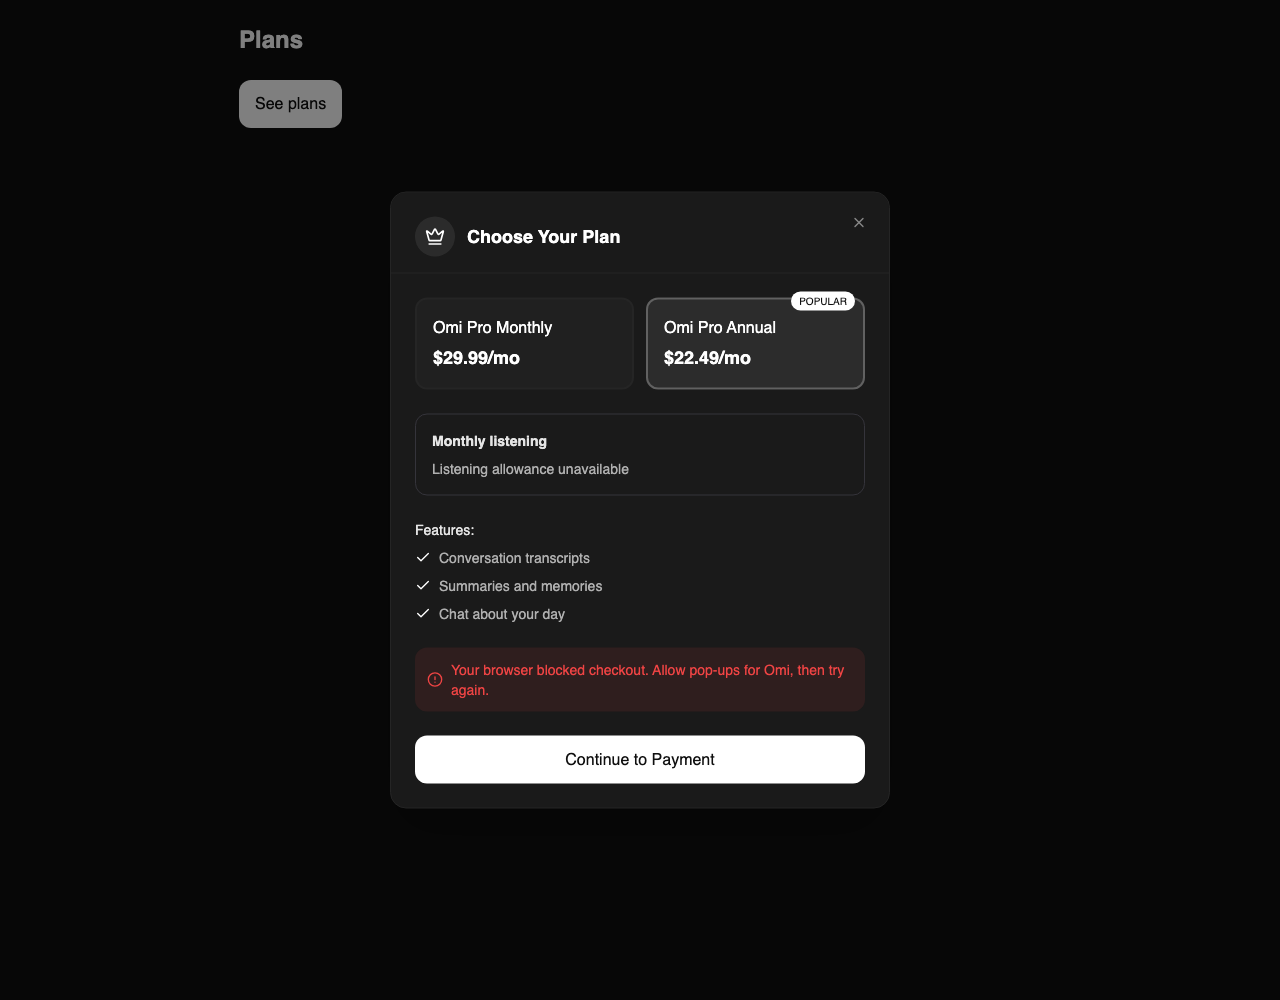 Plans
See plans
Choose Your Plan
POPULAR
Omi Pro Monthly
$29.99/mo
Omi Pro Annual
$22.49/mo
Monthly listening
Listening allowance unavailable
Features:
Conversation transcripts
Summaries and memories
Chat about your day
Your browser blocked checkout. Allow pop-ups for Omi, then try
again.
Continue to Payment